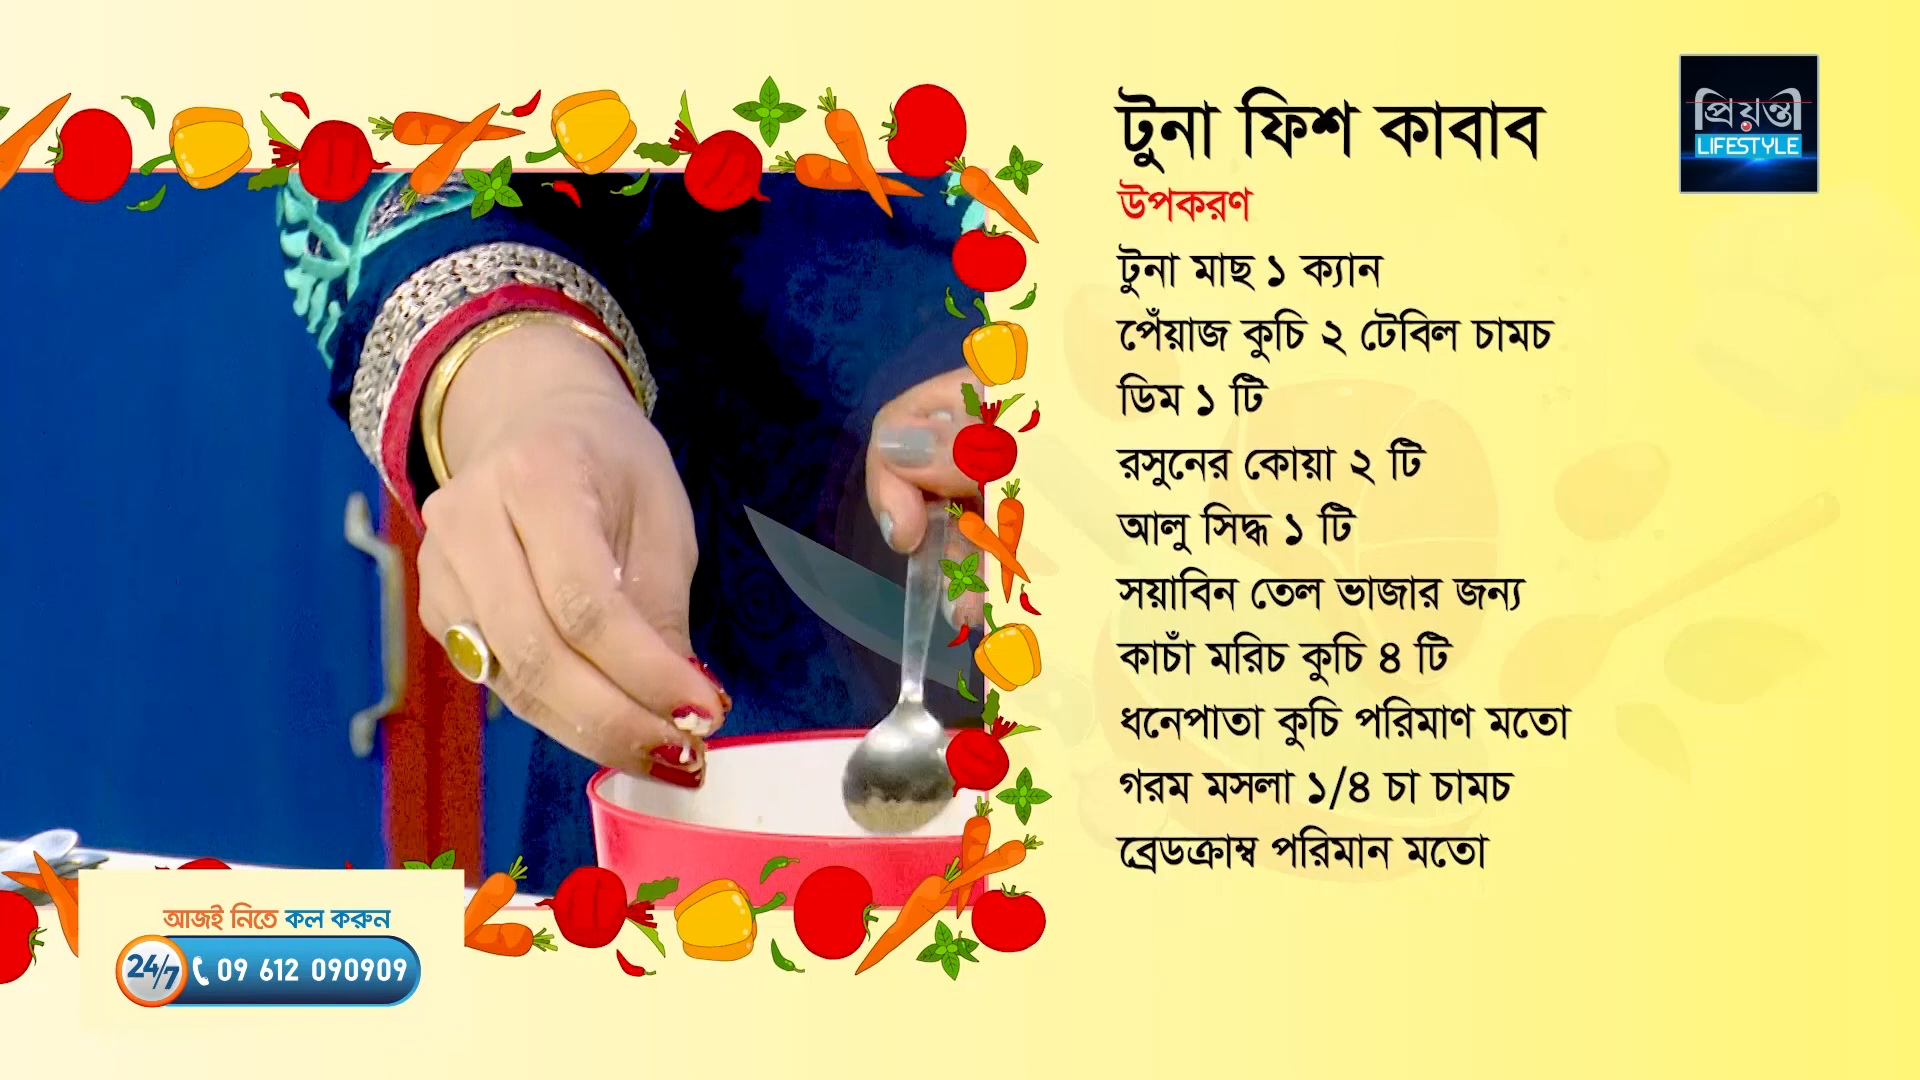 টুনা ফিশ কাবাব
উপকরণ
টুনা মাছ ১ ক্যান
পেঁয়াজ কুচি ২ টেবিল চামচ
ডিম ১ টি
রসুনের কোয়া ২ টি
আলু সিদ্ধ ১ টি
সয়াবিন তেল ভাজার জন্য
কাচাঁ মরিচ কুচি ৪ টি
ধনেপাতা কুচি পরিমাণ মতো
গরম মসলা ১/৪ চা চামচ
ব্রেডক্রাম্ব পরিমান মতো
প্রিয়ন্তী
LIFESTYLE
আজই নিতে কল করুন
24/7 09 612 090909